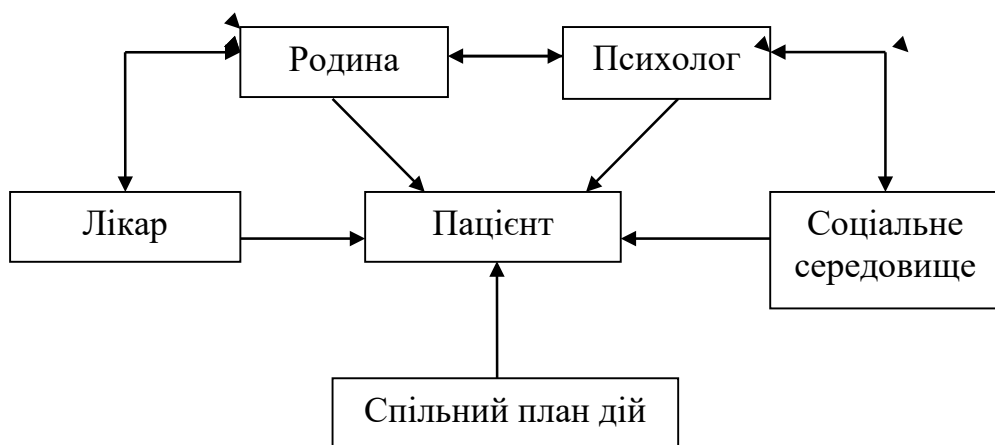 Родина
Психолог
Лікар
Пацієнт
Соціальне
середовище
Спільний план дій